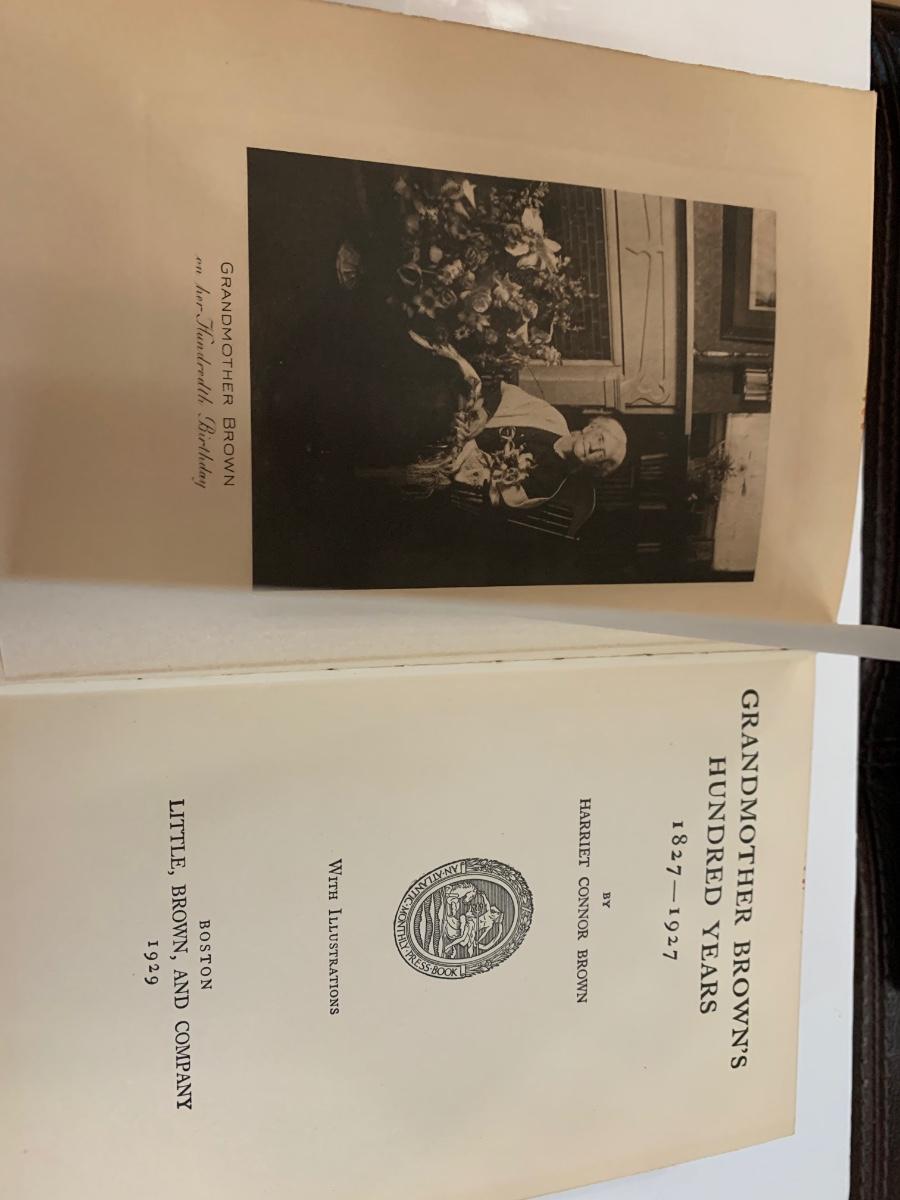 GRANDMOTHER BROWN
on her Hundredth Birthday
GRANDMOTHER BROWN'S
HUNDRED YEARS
1827—1927
BY
HARRIET CONNOR BROWN
AN·ATLANTIC·MONTHLY·PRESS·BOOK
WITH ILLUSTRATIONS
BOSTON
LITTLE, BROWN, AND COMPANY
1929